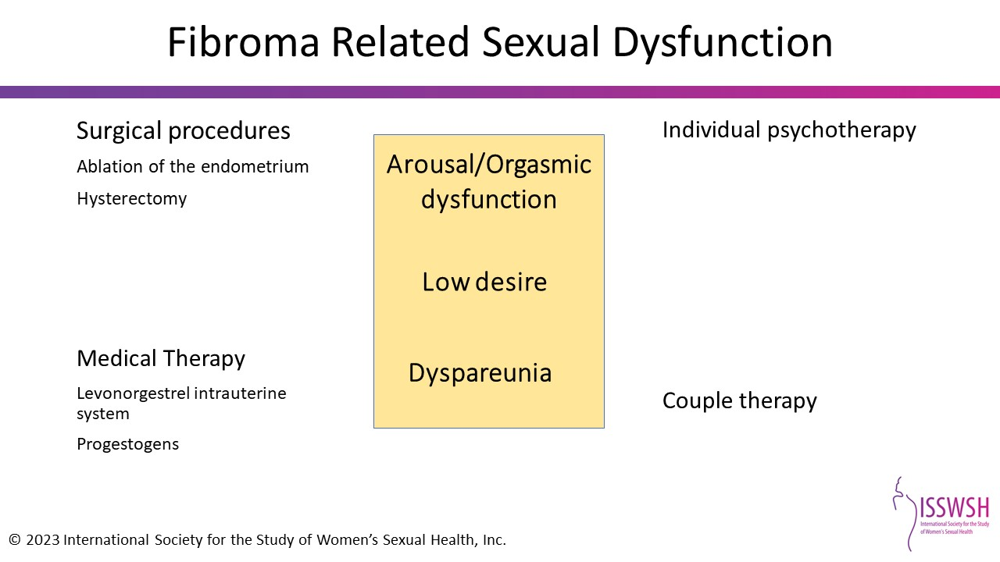 Fibroma Related Sexual Dysfunction
Surgical procedures
Ablation of the endometrium
Hysterectomy
Medical Therapy
Levonorgestrel intrauterine
system
Progestogens
Arousal/Orgasmic
dysfunction
Low desire
Dyspareunia
Individual psychotherapy
Couple therapy
ISSWSH
International Society for the Study
of Women's Sexual Health
© 2023 International Society for the Study of Women’s Sexual Health, Inc.